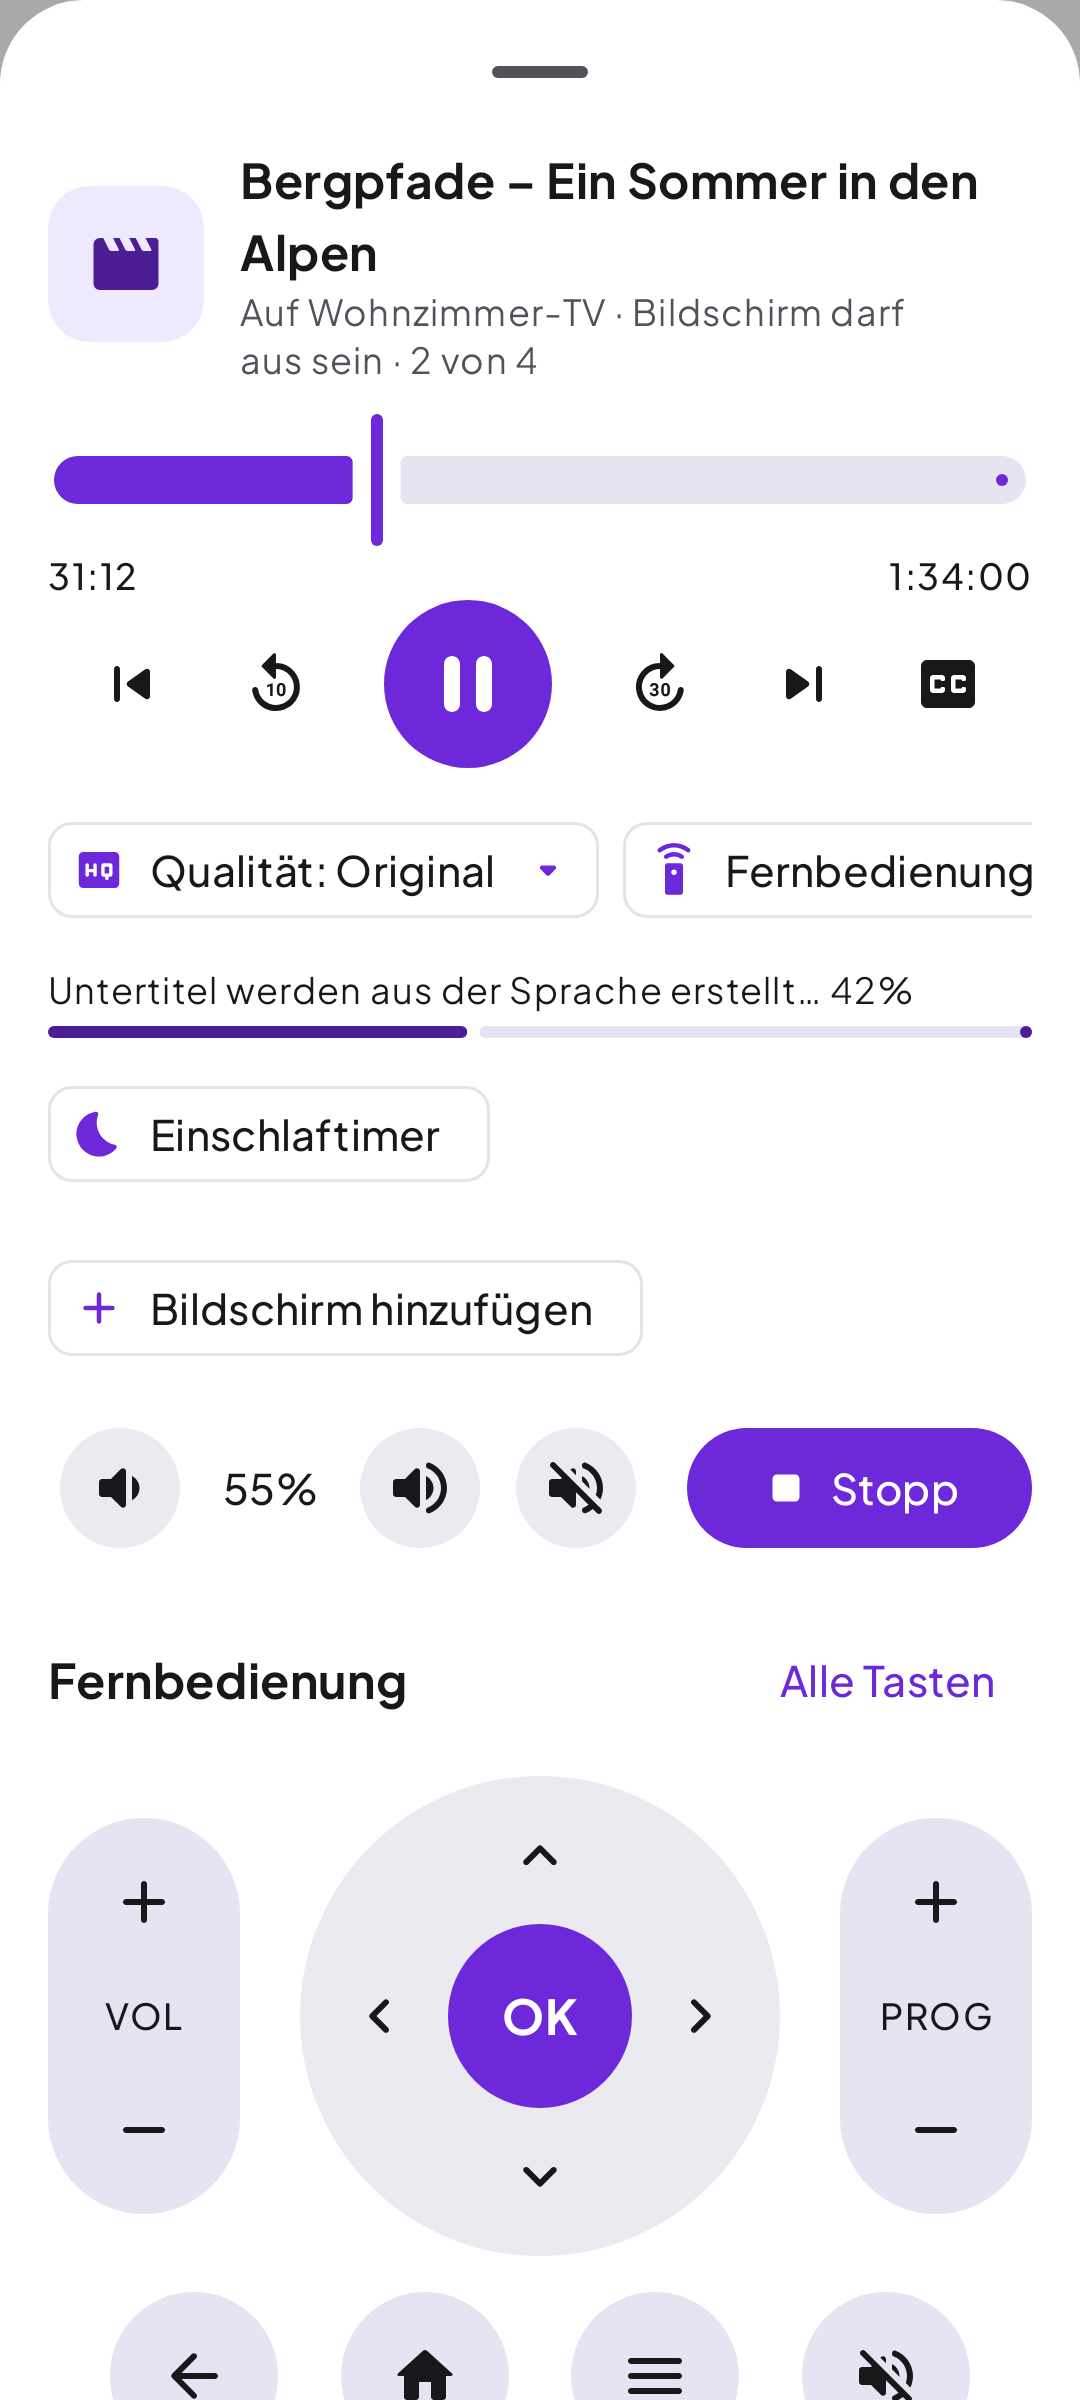 Bergpfade – Ein Sommer in den
Alpen
Auf Wohnzimmer-TV · Bildschirm darf
aus sein · 2 von 4
31:12
1:34:00
10
30
CC
HQ
Qualität: Original
Fernbedienung
Untertitel werden aus der Sprache erstellt… 42%
Einschlaftimer
Bildschirm hinzufügen
55%
Stopp
Fernbedienung
Alle Tasten
VOL
OK
PROG